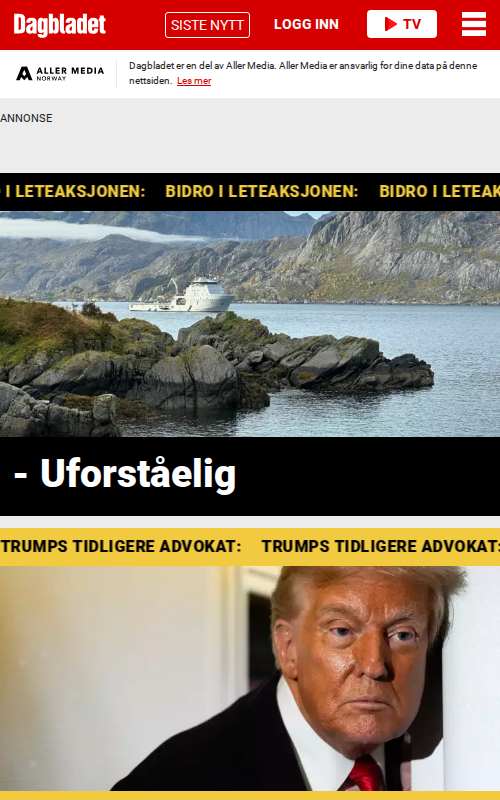 Dagbladet
SISTE NYTT
LOGG INN
TV
ALLER MEDIA
NORWAY
Dagbladet er en del av Aller Media. Aller Media er ansvarlig for dine data på denne
nettsiden. Les mer
ANNONSE
I LETEAKSJONEN: BIDRO I LETEAKSJONEN: BIDRO I LETEAK
- Uforståelig
TRUMPS TIDLIGERE ADVOKAT: TRUMPS TIDLIGERE ADVOKAT: